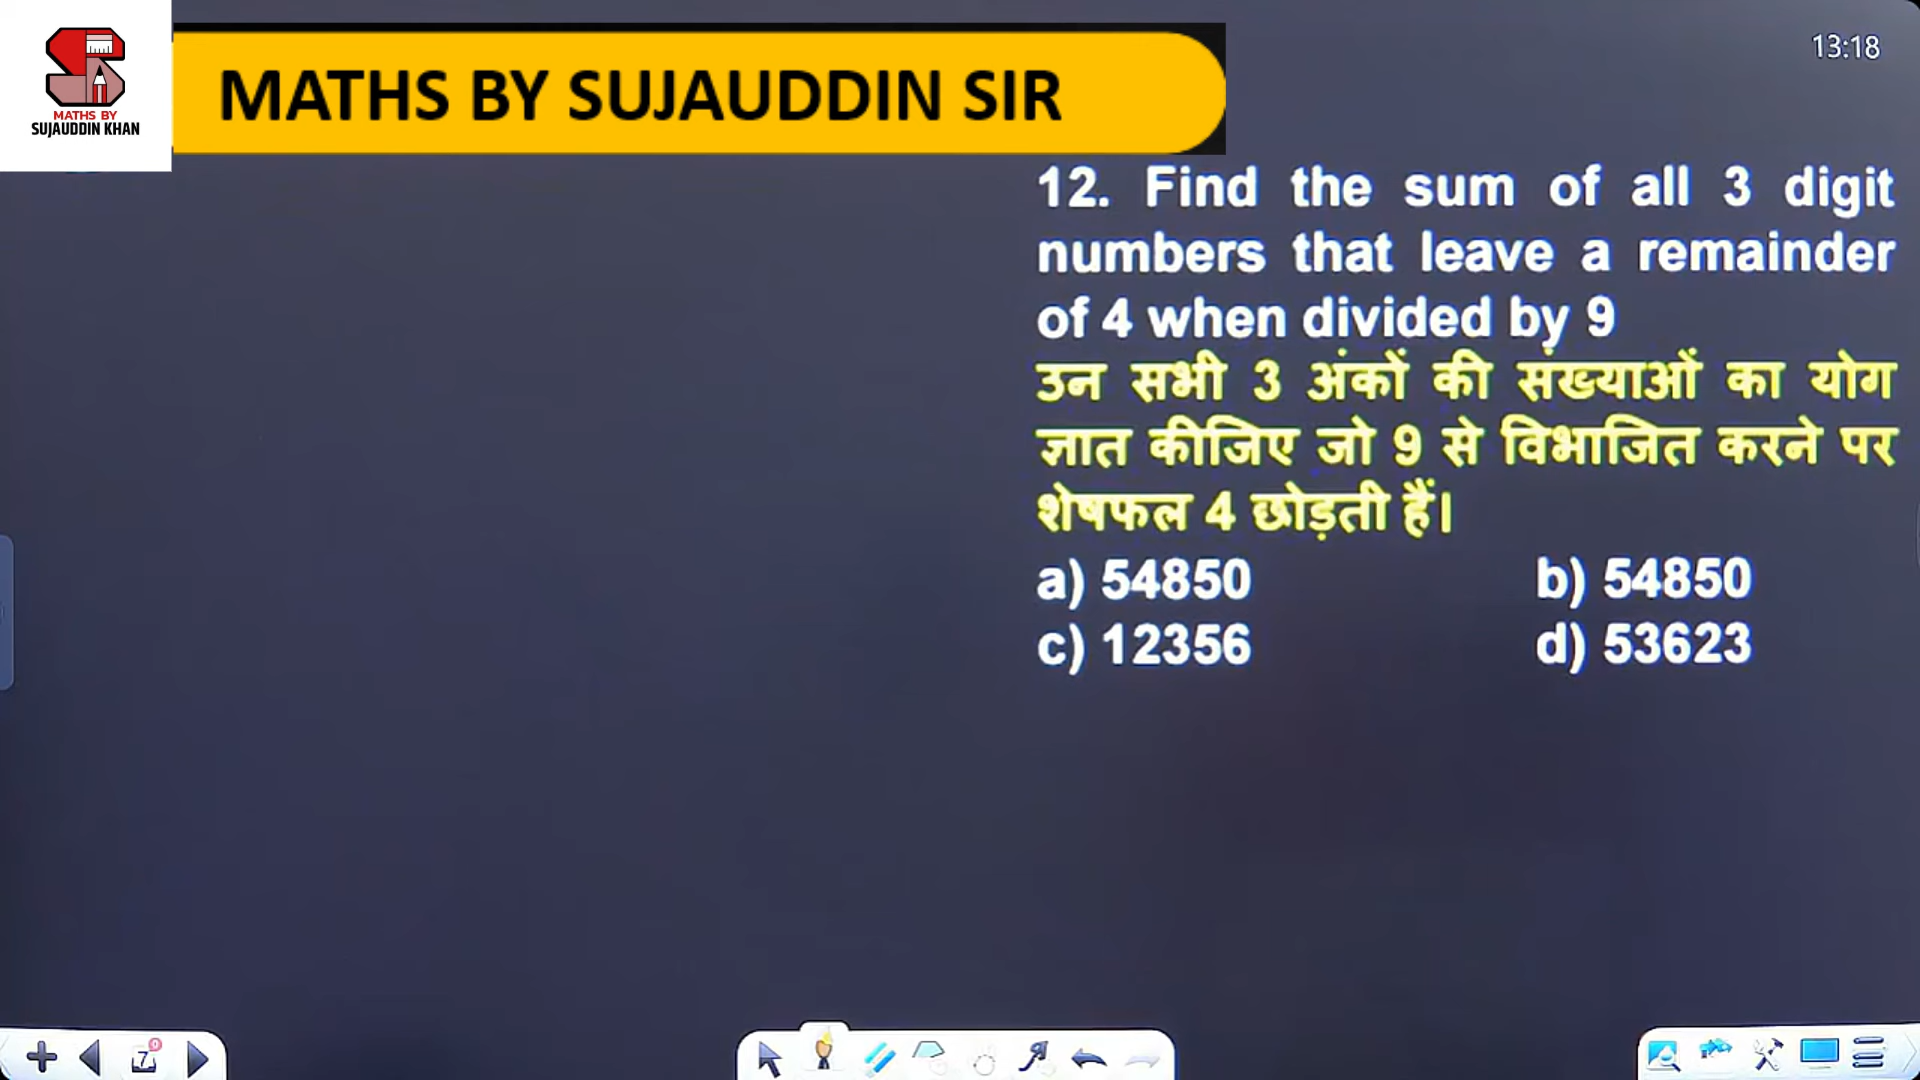 MATHS BY
SUJAUDDIN KHAN
MATHS BY SUJAUDDIN SIR
13:18
12. Find the sum of all 3 digit
numbers that leave a remainder
of 4 when divided by 9
उन सभी 3 अंकों की संख्याओं का योग
ज्ञात कीजिए जो 9 से विभाजित करने पर
शेषफल 4 छोड़ती हैं।
a) 54850 b) 54850
c) 12356 d) 53623
7
9